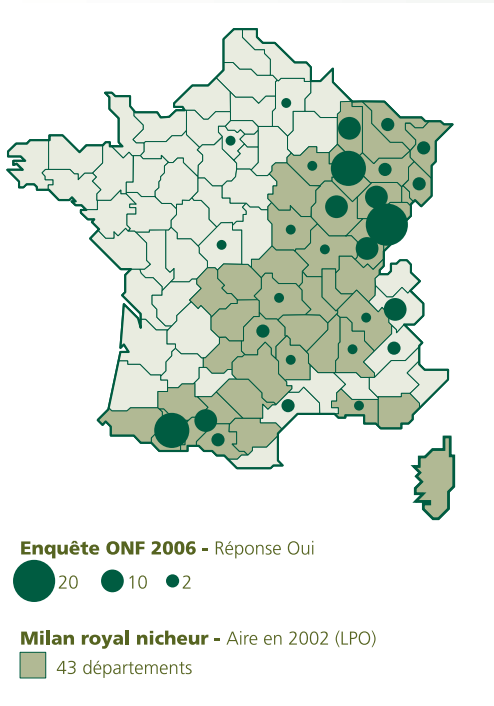 Enquête ONF 2006 - Réponse Oui
20 10 2
Milan royal nicheur - Aire en 2002 (LPO)
43 départements